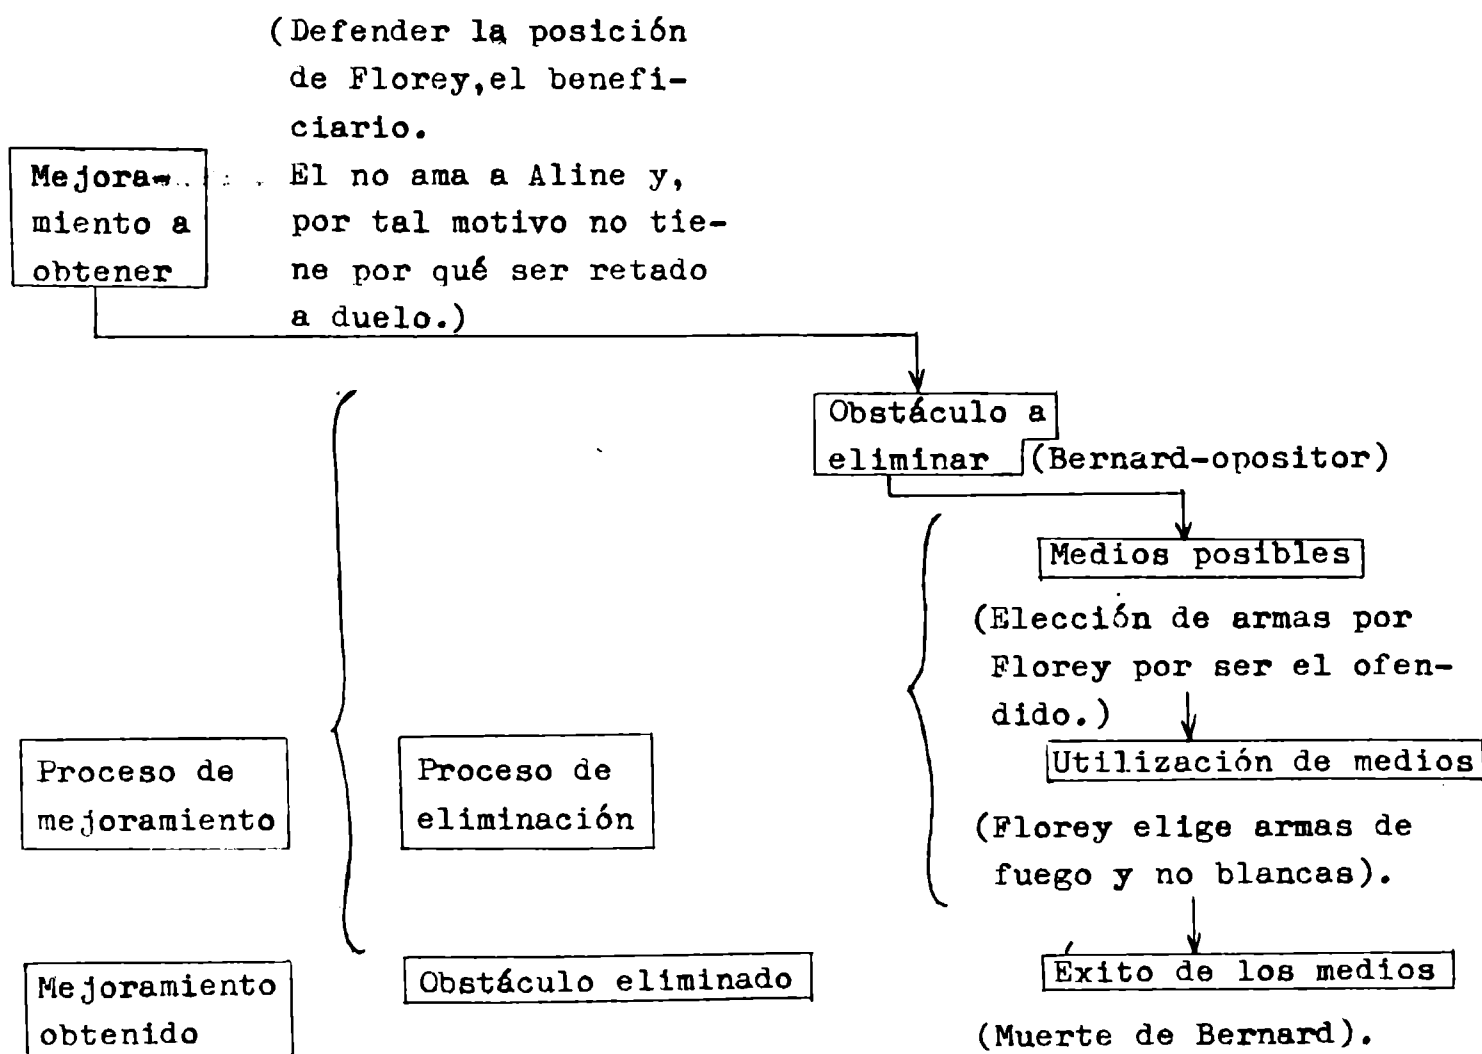 (Defender la posición
de Florey,el benefi-
ciario.
Mejora-
miento a
obtener
El no ama a Aline y,
por tal motivo no tie-
ne por qué ser retado
a duelo.)
Obstáculo a
eliminar
(Bernard-opositor)
Medios posibles
(Elección de armas por
Florey por ser el ofen-
dido.)
Proceso de
mejoramiento
Proceso de
eliminación
Utilización de medios
(Florey elige armas de
fuego y no blancas).
Mejoramiento
obtenido
Obstáculo eliminado
Éxito de los medios
(Muerte de Bernard).